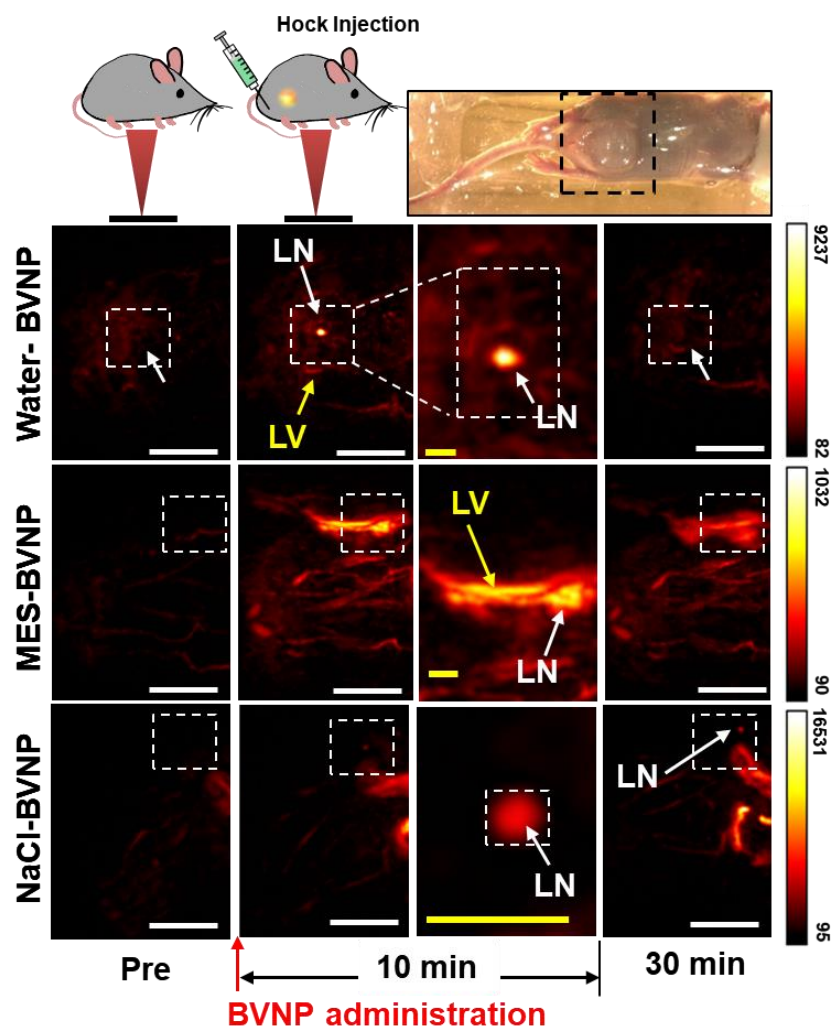 Hock Injection
Water- BVNP
LN
LV
LN
9237
82
MES-BVNP
LV
LN
1032
90
NaCl-BVNP
LN
LN
16531
95
Pre
10 min
30 min
BVNP administration